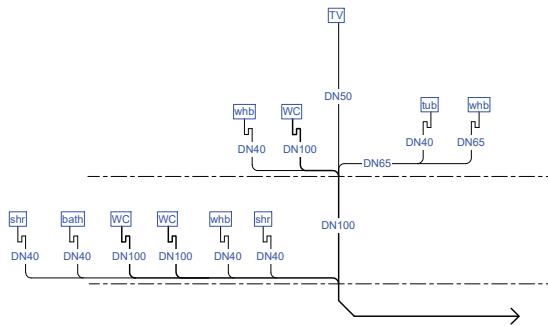 TV
DN50
whb WC
tub whb
DN40 DN100
DN40 DN65
DN65
shr bath WC WC whb shr
DN100
DN40 DN40 DN100 DN100 DN40 DN40